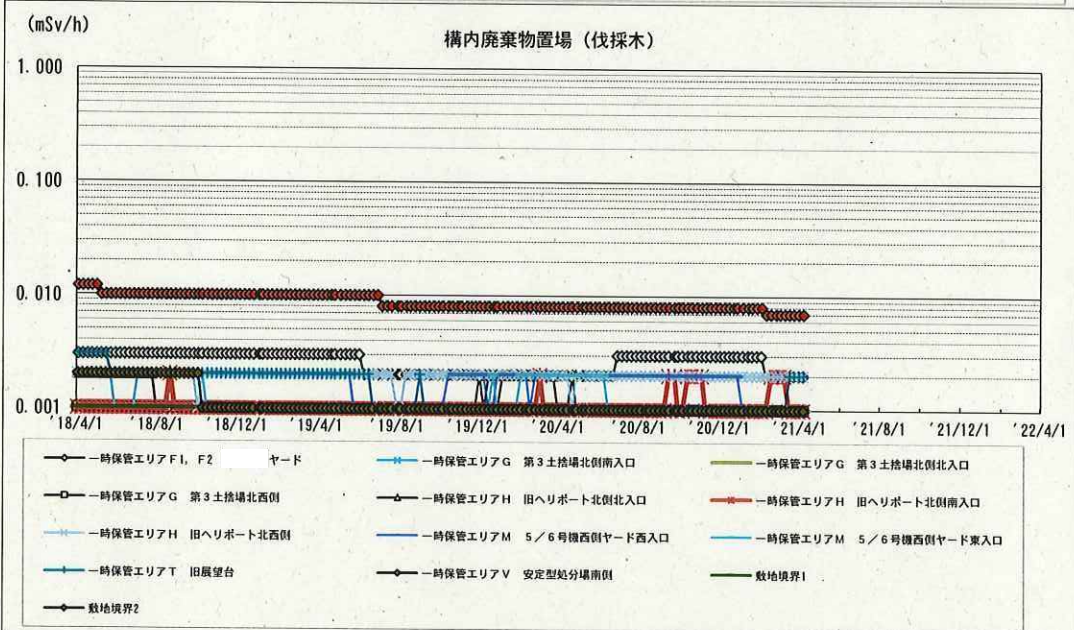 (mSv/h)
構内廃棄物置場（伐採木）
1.000
0.100
0.010
0.001
'18/4/1 '18/8/1 '18/12/1 '19/4/1 '19/8/1 '19/12/1 '20/4/1 '20/8/1 '20/12/1 '21/4/1 '21/8/1 '21/12/1 '22/4/1
一時保管エリアF1, F2 ヤード 一時保管エリアG 第3土捨場北側南入口 一時保管エリアG 第3土捨場北側北入口
一時保管エリアG 第3土捨場北西側 一時保管エリアH 旧ヘリポート北側北入口 一時保管エリアH 旧ヘリポート北側南入口
一時保管エリアH 旧ヘリポート北西側 一時保管エリアM 5／6号機西側ヤード西入口 一時保管エリアM 5／6号機西側ヤード東入口
一時保管エリアT 旧展望台 一時保管エリアV 安定型処分場南側 敷地境界1
敷地境界2